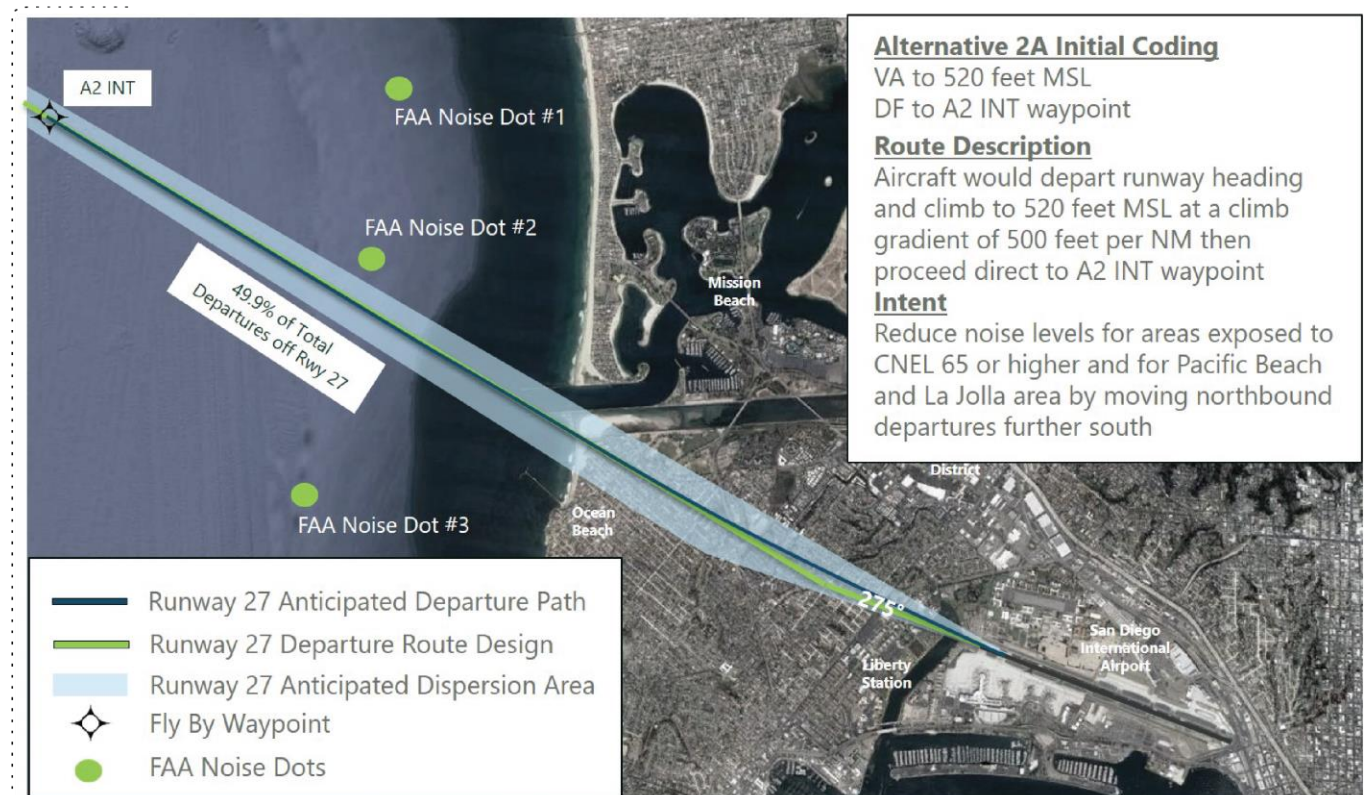 A2 INT
FAA Noise Dot #1
FAA Noise Dot #2
49.9% of Total
Departures off Rwy 27
FAA Noise Dot #3
Mission
Beach
Ocean
Beach
District
275°
Liberty
Station
San Diego
International
Airport
Alternative 2A Initial Coding
VA to 520 feet MSL
DF to A2 INT waypoint
Route Description
Aircraft would depart runway heading
and climb to 520 feet MSL at a climb
gradient of 500 feet per NM then
proceed direct to A2 INT waypoint
Intent
Reduce noise levels for areas exposed to
CNEL 65 or higher and for Pacific Beach
and La Jolla area by moving northbound
departures further south
Runway 27 Anticipated Departure Path
Runway 27 Departure Route Design
Runway 27 Anticipated Dispersion Area
Fly By Waypoint
FAA Noise Dots